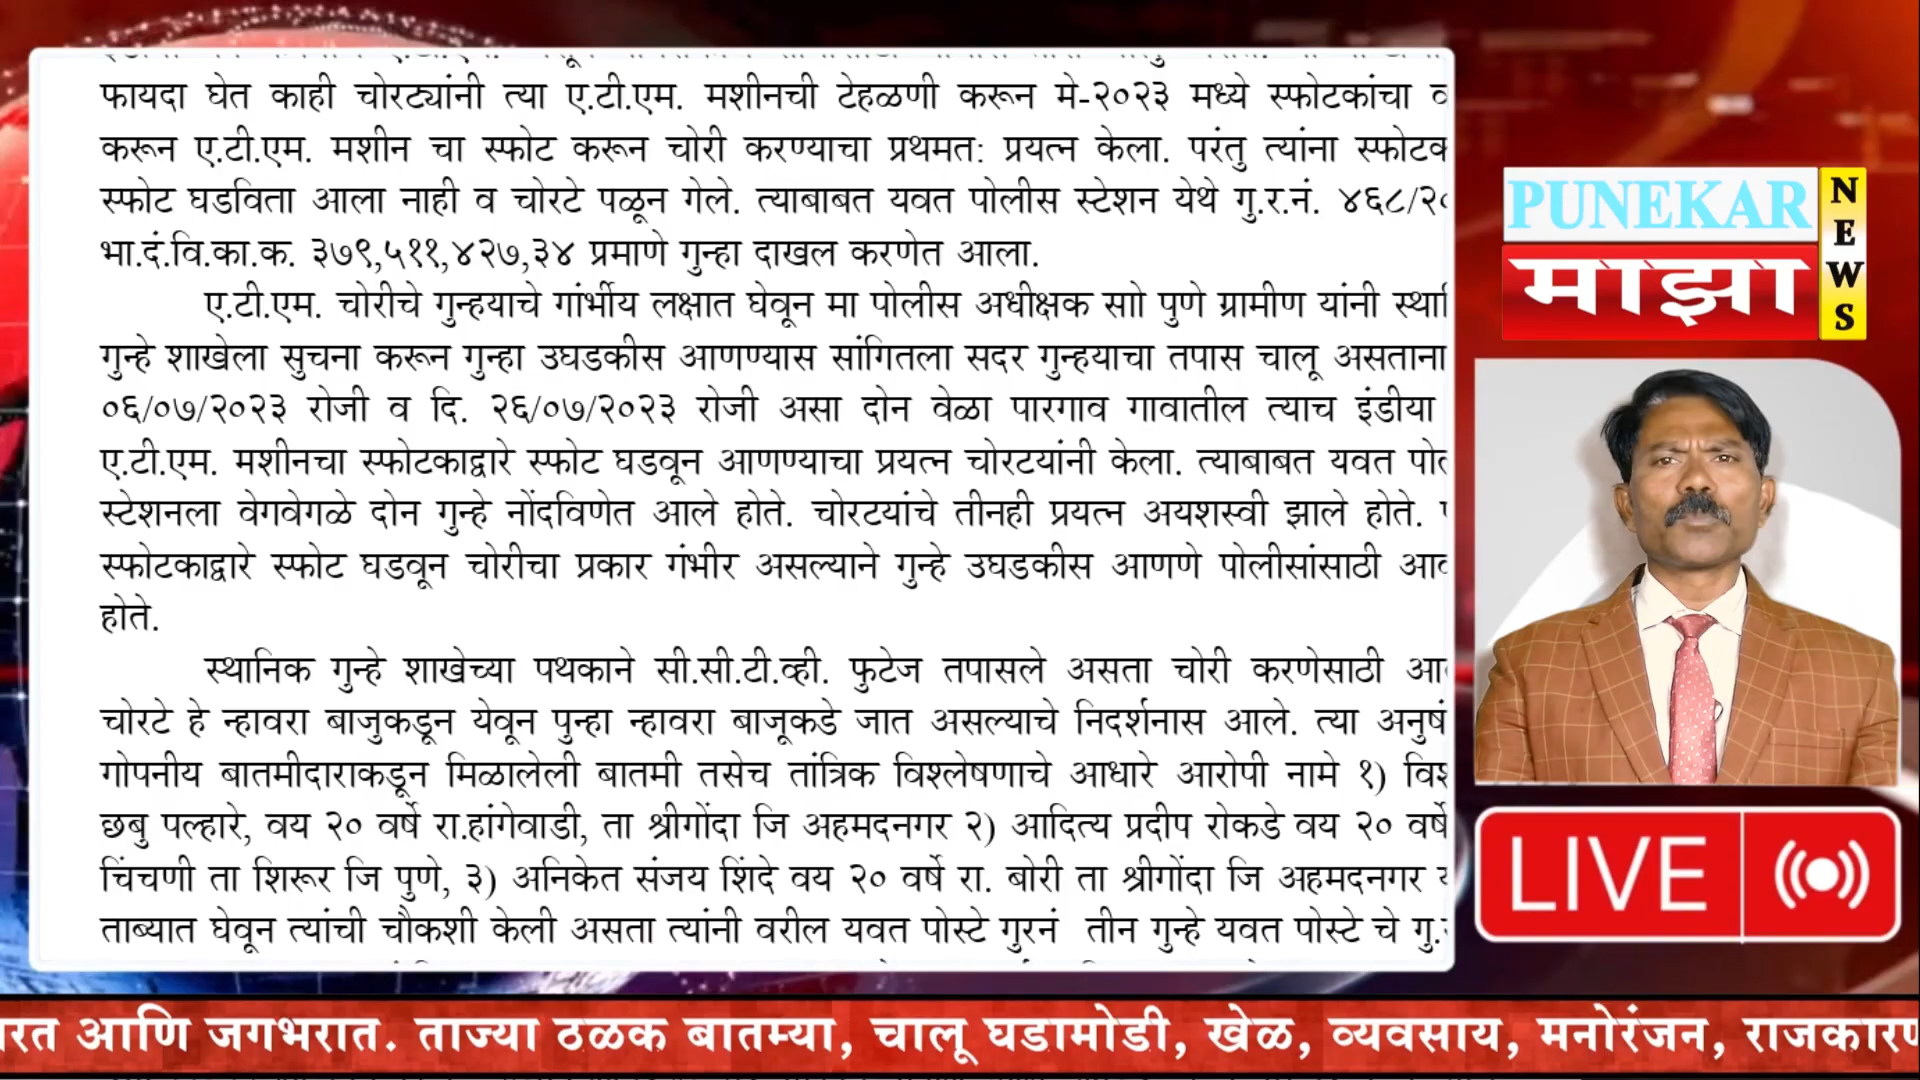 फायदा घेत काही चोरट्यांनी त्या ए.टी.एम. मशीनची टेहळणी करून मे-२०२३ मध्ये स्फोटकांचा
करून ए.टी.एम. मशीन चा स्फोट करून चोरी करण्याचा प्रथमत: प्रयत्न केला. परंतु त्यांना
स्फोट घडविता आला नाही व चोरटे पळून गेले. त्याबाबत यवत पोलीस स्टेशन येथे गु.र.नं. ४६८/२०
भा.दं.वि.का.क. ३७९,५११,४२७,३४ प्रमाणे गुन्हा दाखल करणेत आला.
ए.टी.एम. चोरीचे गुन्हयाचे गांर्भीय लक्षात घेवून मा पोलीस अधीक्षक साो पुणे ग्रामीण यांनी
गुन्हे शाखेला सुचना करून गुन्हा उघडकीस आणण्यास सांगितला सदर गुन्हयाचा तपास चालू असताना
०६/०७/२०२३ रोजी व दि. २६/०७/२०२३ रोजी असा दोन वेळा पारगाव गावातील त्याच इंडीया
ए.टी.एम. मशीनचा स्फोटकाद्वारे स्फोट घडवून आणण्याचा प्रयत्न चोरटयांनी केला. त्याबाबत यवत
स्टेशनला वेगवेगळे दोन गुन्हे नोंदविणेत आले होते. चोरटयांचे तीनही प्रयत्न अयशस्वी झाले होते.
स्फोटकाद्वारे स्फोट घडवून चोरीचा प्रकार गंभीर असल्याने गुन्हे उघडकीस आणणे पोलीसांसाठी
होते.
स्थानिक गुन्हे शाखेच्या पथकाने सी.सी.टी.व्ही. फुटेज तपासले असता चोरी करणेसाठी
चोरटे हे न्हावरा बाजुकडून येवून पुन्हा न्हावरा बाजूकडे जात असल्याचे निदर्शनास आले. त्या
गोपनीय बातमीदाराकडून मिळालेली बातमी तसेच तांत्रिक विश्लेषणाचे आधारे आरोपी नामे १)
छबु पल्हारे, वय २० वर्षे रा.हांगेवाडी, ता श्रीगोंदा जि अहमदनगर २) आदित्य प्रदीप रोकडे वय २० वर्षे
चिंचणी ता शिरूर जि पुणे, ३) अनिकेत संजय शिंदे वय २० वर्षे रा. बोरी ता श्रीगोंदा जि अहमदनगर
ताब्यात घेवून त्यांची चौकशी केली असता त्यांनी वरील यवत पोस्टे गुरनं तीन गुन्हे यवत पोस्टे चे
PUNEKAR
माझा
NEWS
LIVE
आणि जगभरात. ताज्या ठळक बातम्या, चालू घडामोडी, खेळ, व्यवसाय, मनोरंजन, राजकारण